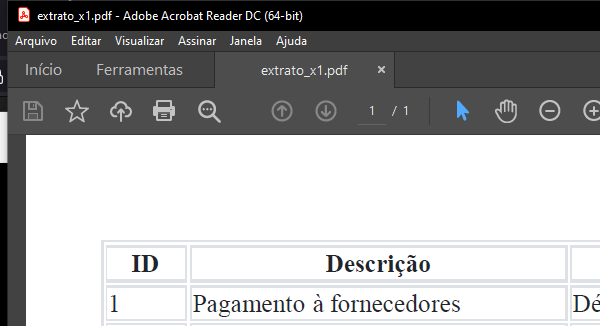 extrato_x1.pdf - Adobe Acrobat Reader DC (64-bit)
Arquivo Editar Visualizar Assinar Janela Ajuda
Início Ferramentas extrato_x1.pdf ×
1 / 1
ID Descrição
1 Pagamento à fornecedores Dé